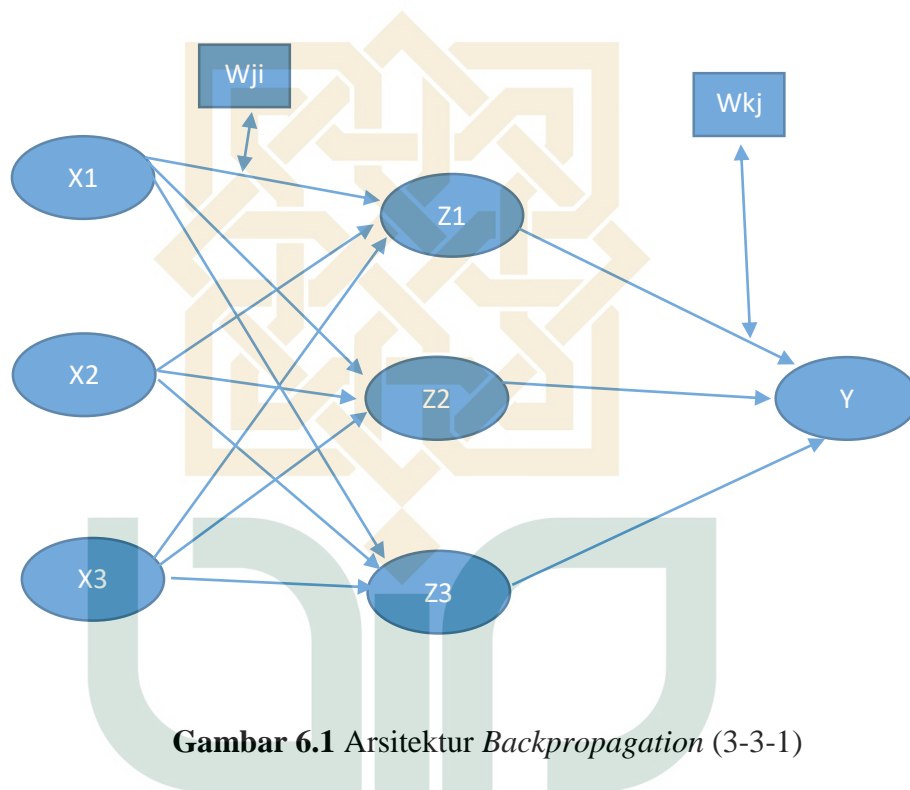 Wji
Wkj
X1
Z1
X2
Z2
Y
X3
Z3
Gambar 6.1 Arsitektur Backpropagation (3-3-1)